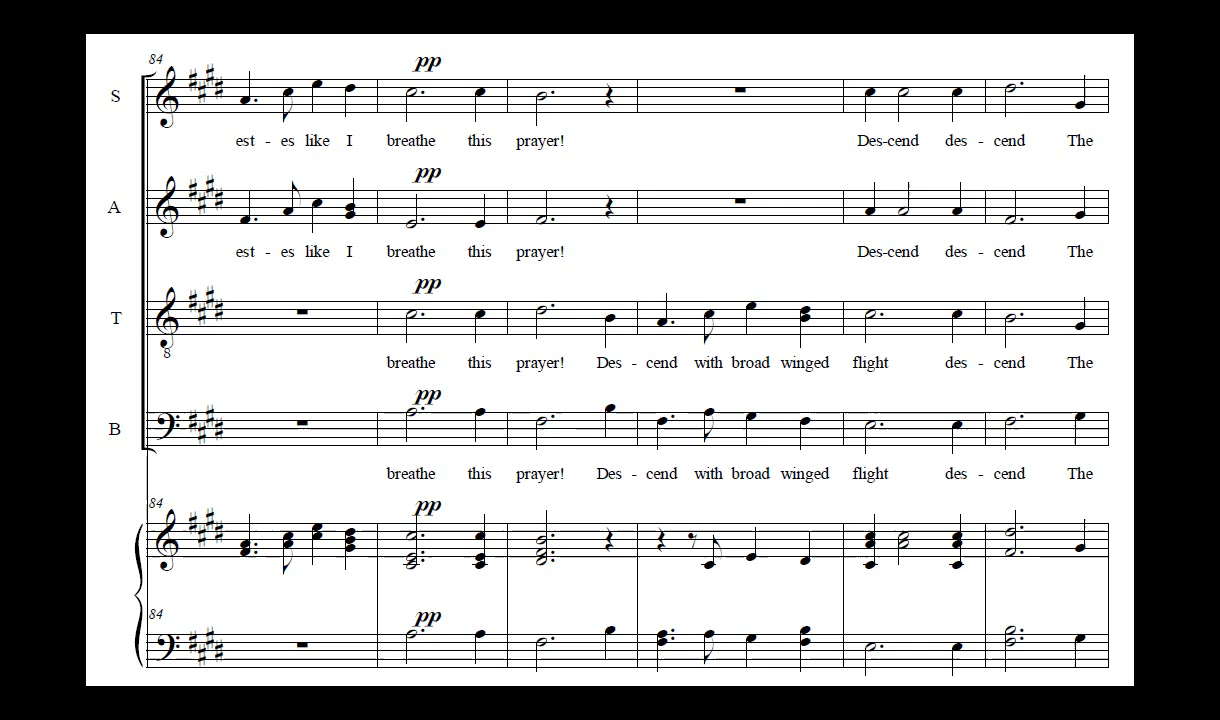 84
pp
S
est - es like I breathe this prayer! Des-cend des - cend The
pp
A
est - es like I breathe this prayer! Des-cend des - cend The
pp
T
8
breathe this prayer! Des - cend with broad winged flight des - cend The
pp
B
breathe this prayer! Des - cend with broad winged flight des - cend The
84
pp
84
pp